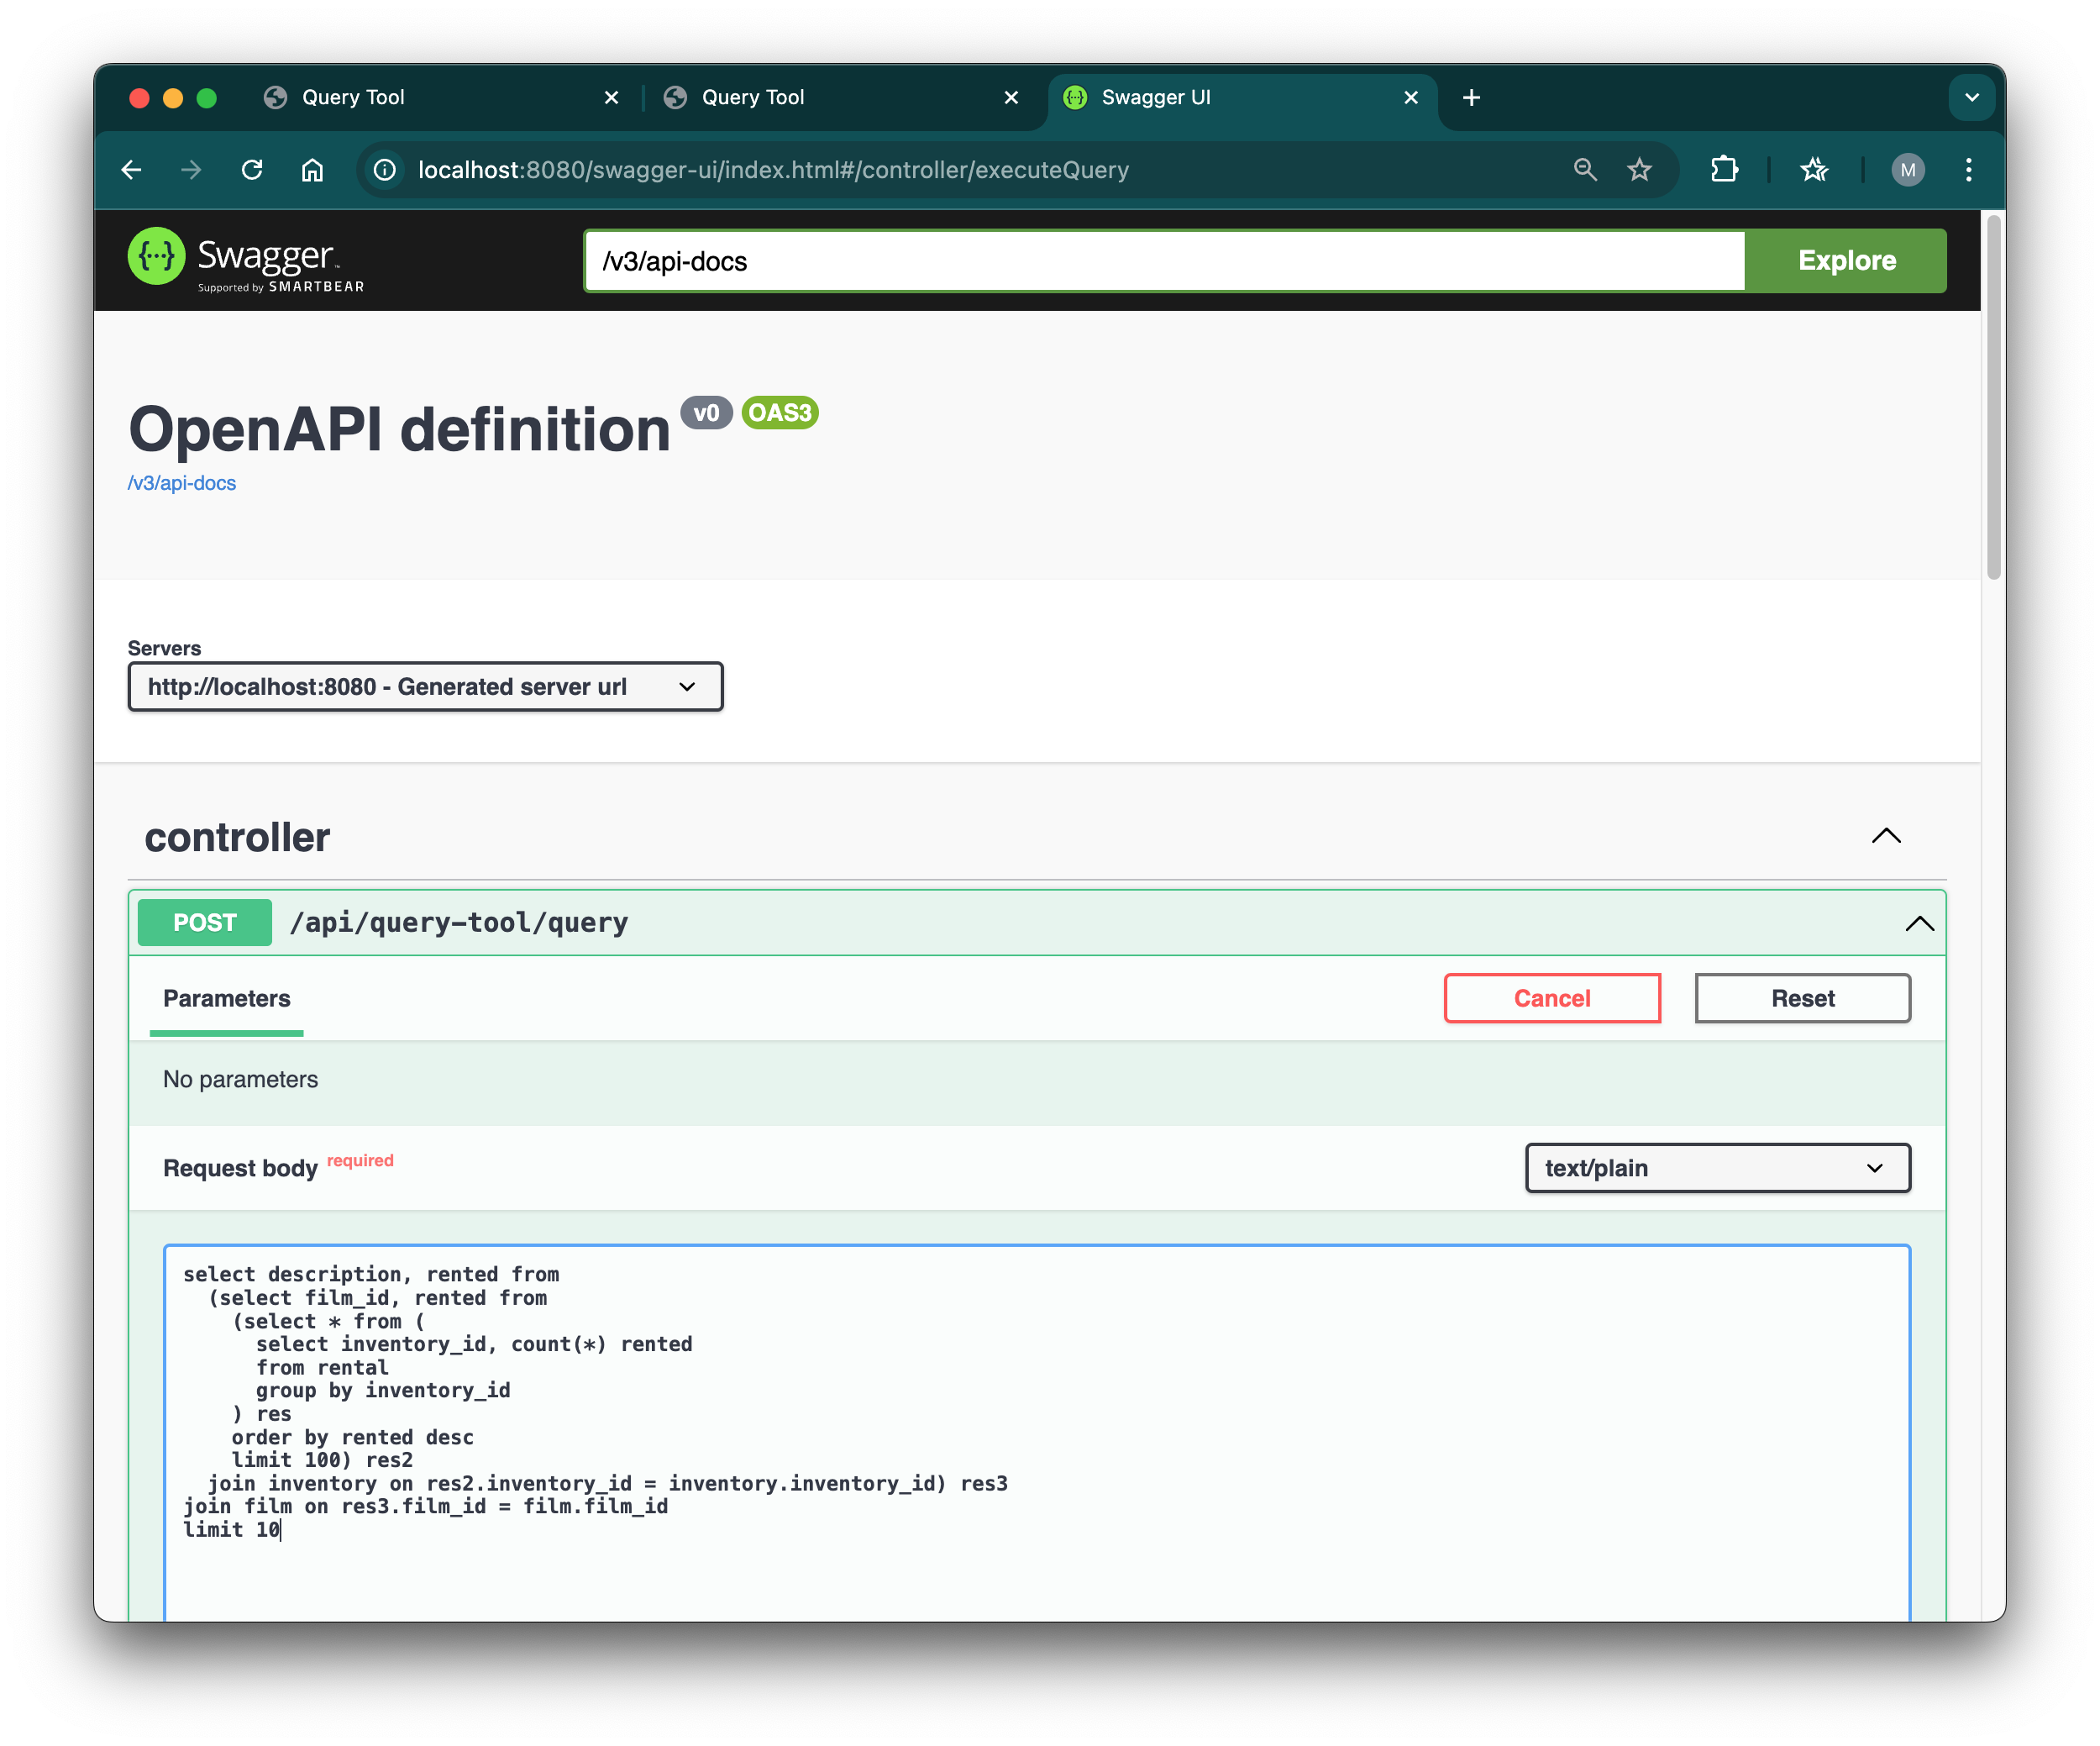 Query Tool
Query Tool
Swagger UI
localhost:8080/swagger-ui/index.html#/controller/executeQuery
M
Swagger™
Supported by SMARTBEAR
/v3/api-docs
Explore
OpenAPI definition v0 OAS3
/v3/api-docs
Servers
http://localhost:8080 - Generated server url
controller
POST /api/query-tool/query
Parameters
Cancel
Reset
No parameters
Request body required
text/plain
select description, rented from
  (select film_id, rented from
    (select * from (
      select inventory_id, count(*) rented
      from rental
      group by inventory_id
    ) res
    order by rented desc
    limit 100) res2
  join inventory on res2.inventory_id = inventory.inventory_id) res3
join film on res3.film_id = film.film_id
limit 10